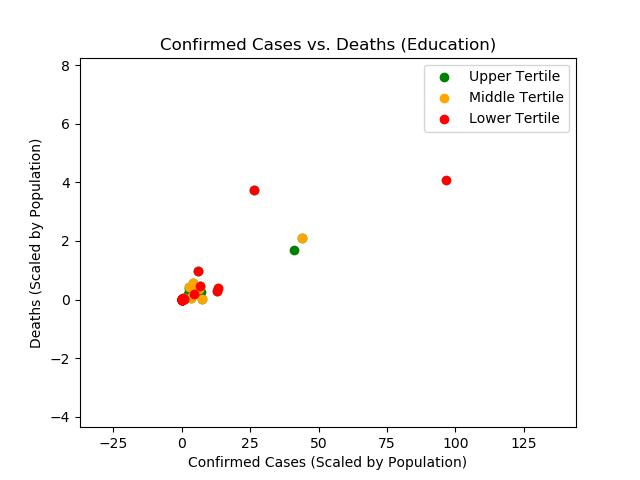 Confirmed Cases vs. Deaths (Education)
Upper Tertile
Middle Tertile
Lower Tertile
Deaths (Scaled by Population)
8
6
4
2
0
−2
−4
−25
0
25
50
75
100
125
Confirmed Cases (Scaled by Population)